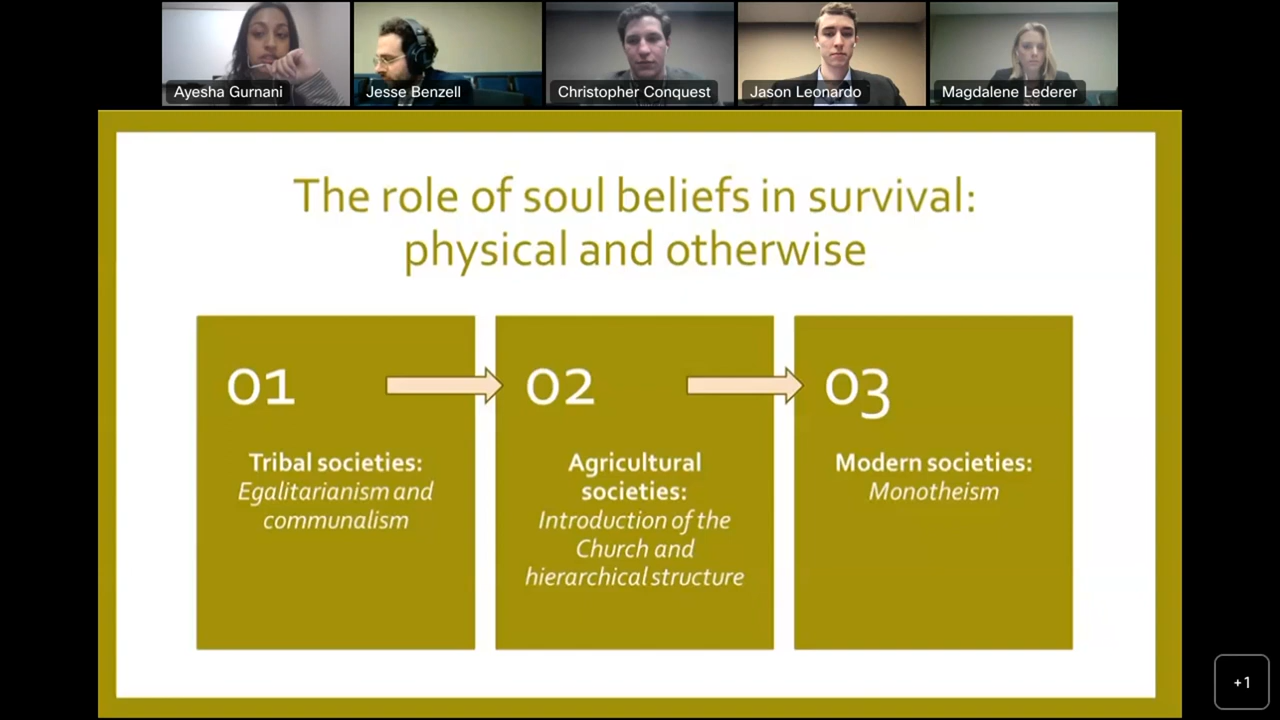 Ayesha Gurnani
Jesse Benzell
Christopher Conquest
Jason Leonardo
Magdalene Lederer
The role of soul beliefs in survival:
physical and otherwise
01
Tribal societies:
Egalitarianism and
communalism
02
Agricultural
societies:
Introduction of the
Church and
hierarchical structure
03
Modern societies:
Monotheism
+1